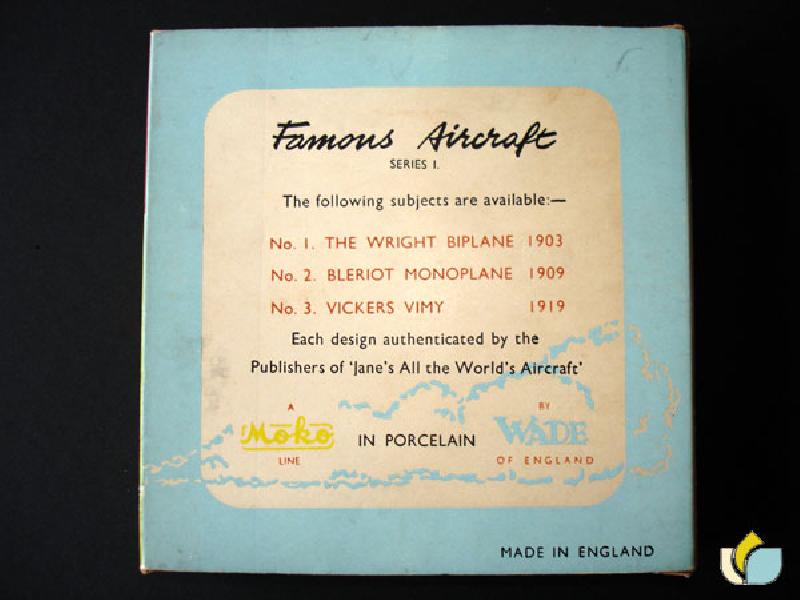 Famous Aircraft
SERIES I.
The following subjects are available:—
No. 1. THE WRIGHT BIPLANE 1903
No. 2. BLERIOT MONOPLANE 1909
No. 3. VICKERS VIMY 1919
Each design authenticated by the
Publishers of 'Jane's All the World's Aircraft'
A
Moko
LINE
IN PORCELAIN
BY
WADE
OF ENGLAND
MADE IN ENGLAND